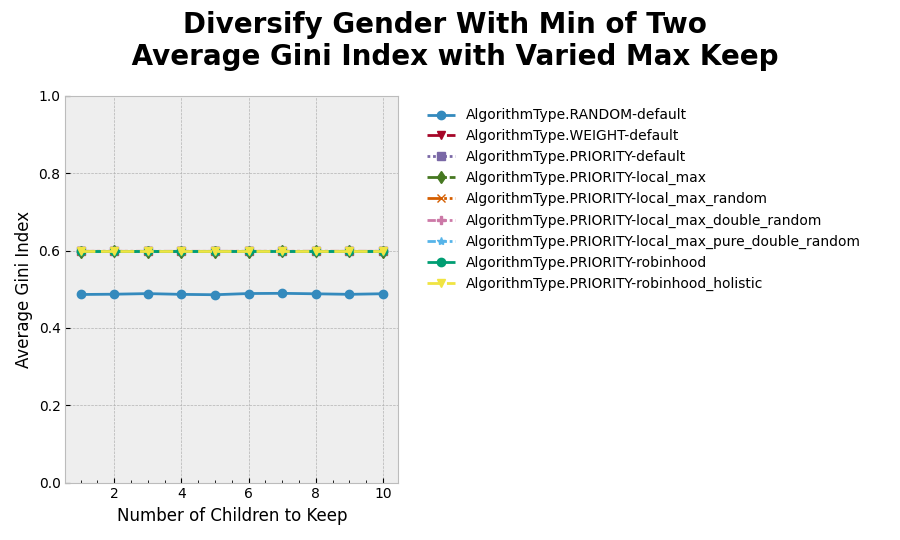 Diversify Gender With Min of Two
Average Gini Index with Varied Max Keep
1.0
0.8
0.6
0.4
0.2
0.0
Average Gini Index
2 4 6 8 10
Number of Children to Keep
AlgorithmType.RANDOM-default
AlgorithmType.WEIGHT-default
AlgorithmType.PRIORITY-default
AlgorithmType.PRIORITY-local_max
AlgorithmType.PRIORITY-local_max_random
AlgorithmType.PRIORITY-local_max_double_random
AlgorithmType.PRIORITY-local_max_pure_double_random
AlgorithmType.PRIORITY-robinhood
AlgorithmType.PRIORITY-robinhood_holistic